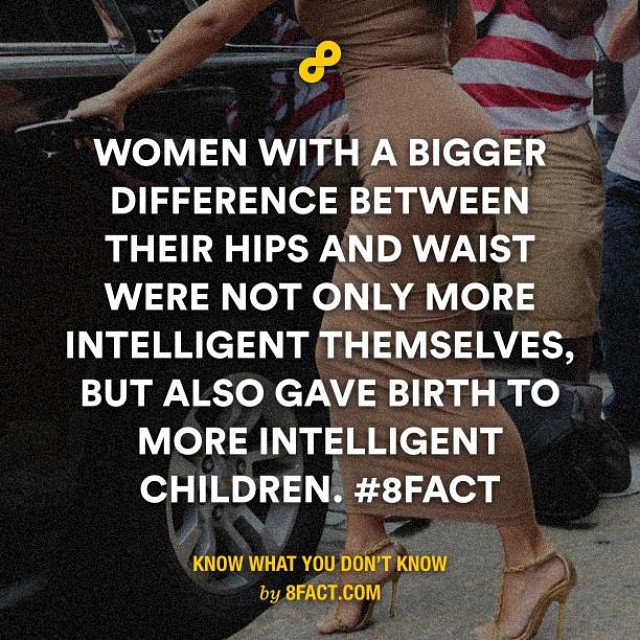 LT
WOMEN WITH A BIGGER
DIFFERENCE BETWEEN
THEIR HIPS AND WAIST
WERE NOT ONLY MORE
INTELLIGENT THEMSELVES,
BUT ALSO GAVE BIRTH TO
MORE INTELLIGENT
CHILDREN. #8FACT
KNOW WHAT YOU DON'T KNOW
by 8FACT.COM